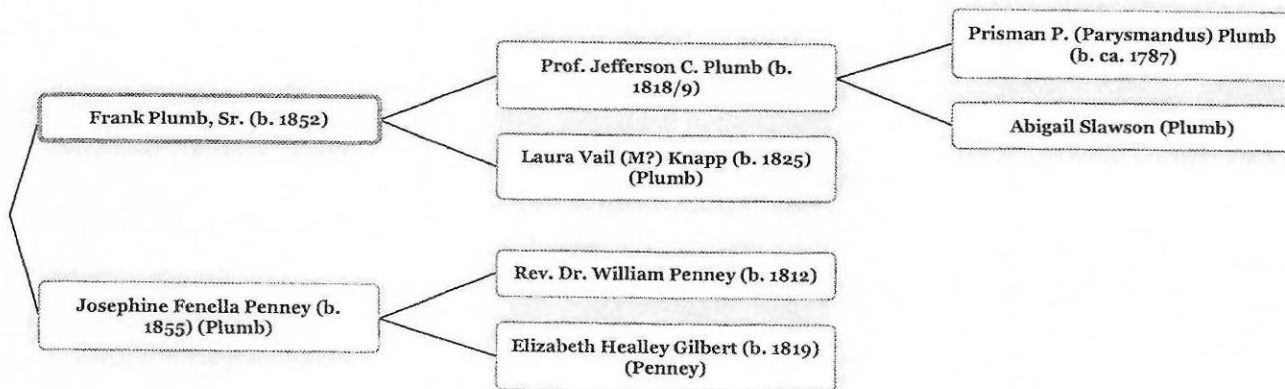 Prisman P. (Parysmandus) Plumb
(b. ca. 1787)
Prof. Jefferson C. Plumb (b.
1818/9)
Frank Plumb, Sr. (b. 1852)
Abigail Slawson (Plumb)
Laura Vail (M?) Knapp (b. 1825)
(Plumb)
Rev. Dr. William Penney (b. 1812)
Josephine Fenella Penney (b.
1855) (Plumb)
Elizabeth Healley Gilbert (b. 1819)
(Penney)